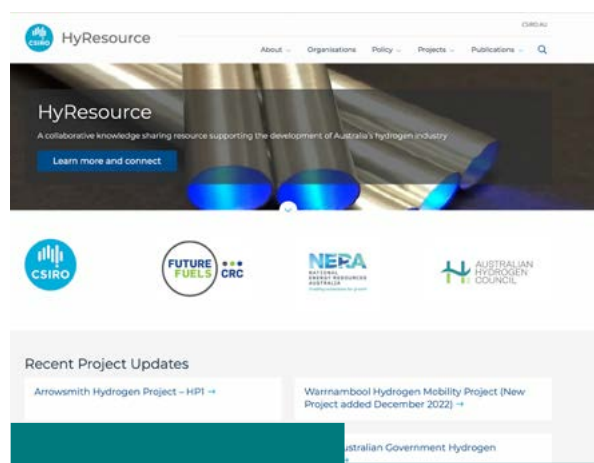 CSIRO.AU
CSIRO
HyResource
About
Organisations
Policy
Projects
Publications
HyResource
A collaborative knowledge sharing resource supporting the development of Australia's hydrogen industry
Learn more and connect
CSIRO
FUTURE
FUELS CRC
NERA
NATIONAL
ENERGY RESOURCES
AUSTRALIA
AUSTRALIAN
HYDROGEN
COUNCIL
Recent Project Updates
Arrowsmith Hydrogen Project – HP1 →
Warrnambool Hydrogen Mobility Project (New
Project added December 2022) →
Australian Government Hydrogen